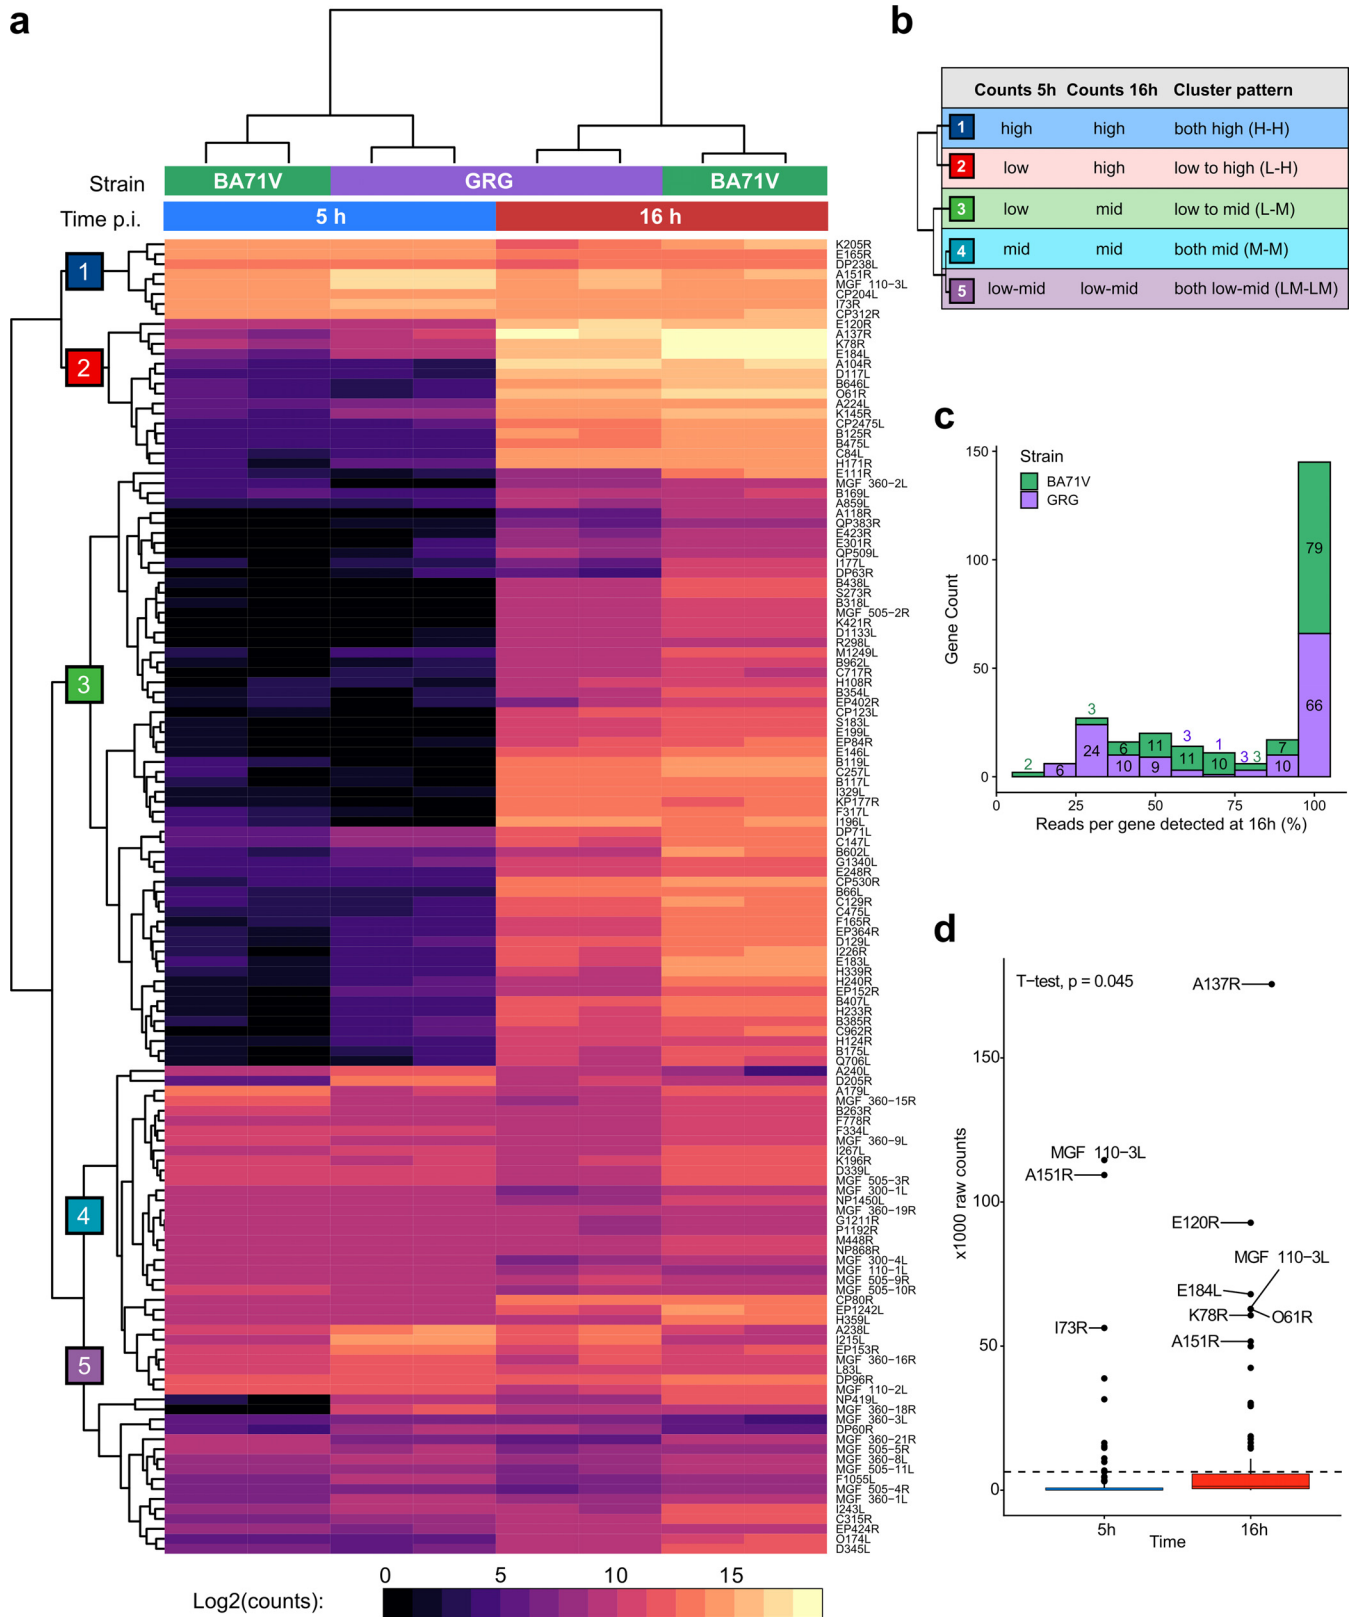 a
Strain
BA71V
GRG
BA71V
Time p.i.
5 h
16 h
1
2
3
4
5
K205R
E165R
DP238L
A151R
MGF 110-3L
CP204L
I73R
CP312R
E120R
A137R
K78R
E184L
A104R
D117L
B646L
O61R
A224L
K145R
CP2475L
B125R
B475L
C84L
H171R
E111R
MGF 360-2L
B169L
A859L
A118R
QP383R
E423R
E301R
QP509L
I177L
DP63R
B438L
S273R
B318L
MGF 505-2R
K421R
D1133L
R298L
M1249L
B962L
C717R
H108R
B354L
EP402R
CP123L
S183L
E199L
EP84R
E146L
B119L
C257L
B117L
I329L
KP177R
F317L
I196L
DP71L
C147L
B602L
G1340L
E248R
CP530R
B66L
C129R
C475L
F165R
EP364R
D129L
I226R
E183L
H339R
H240R
EP152R
B407L
H233R
B385R
C962R
H124R
B175L
Q706L
A240L
D205R
A179L
MGF 360-15R
B263R
F778R
F334L
MGF 360-9L
I267L
K196R
D339L
MGF 505-3R
MGF 300-1L
NP1450L
MGF 360-19R
G1211R
P1192R
M448R
NP868R
MGF 300-4L
MGF 110-1L
MGF 505-9R
MGF 505-10R
CP80R
EP1242L
H359L
A238L
I215L
EP153R
MGF 360-16R
L83L
DP96R
MGF 110-2L
NP419L
MGF 360-18R
MGF 360-3L
DP60R
MGF 360-21R
MGF 505-5R
MGF 360-8L
MGF 505-11L
F1055L
MGF 505-4R
MGF 360-1L
I243L
C315R
EP424R
O174L
D345L
0 5 10 15
Log2(counts):
b
Counts 5h Counts 16h Cluster pattern
1 high high both high (H-H)
2 low high low to high (L-H)
3 low mid low to mid (L-M)
4 mid mid both mid (M-M)
5 low-mid low-mid both low-mid (LM-LM)
c
Strain
BA71V
GRG
Gene Count
150
100
50
0
2
6
3
24
6
10
11
9
3
11
1
10
3 3
7
10
79
66
0 25 50 75 100
Reads per gene detected at 16h (%)
d
T-test, p = 0.045
x1000 raw counts
150
100
50
0
A137R
MGF 110-3L
A151R
E120R
MGF 110-3L
E184L
K78R
O61R
I73R
A151R
5h 16h
Time